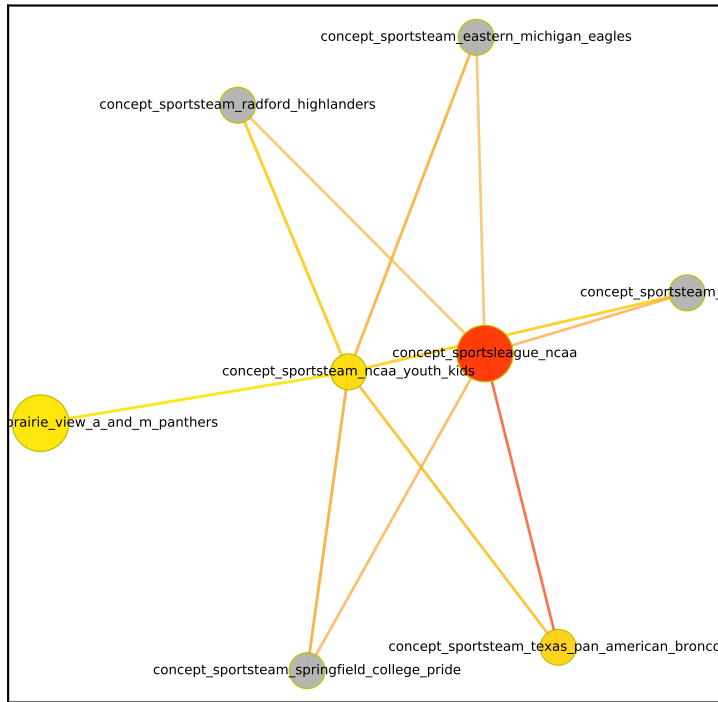 concept_sportsteam_eastern_michigan_eagles
concept_sportsteam_radford_highlanders
concept_sportsteam_
concept_sportsleague_ncaa
concept_sportsteam_ncaa_youth_kids
prairie_view_a_and_m_panthers
concept_sportsteam_texas_pan_american_bronco
concept_sportsteam_springfield_college_pride